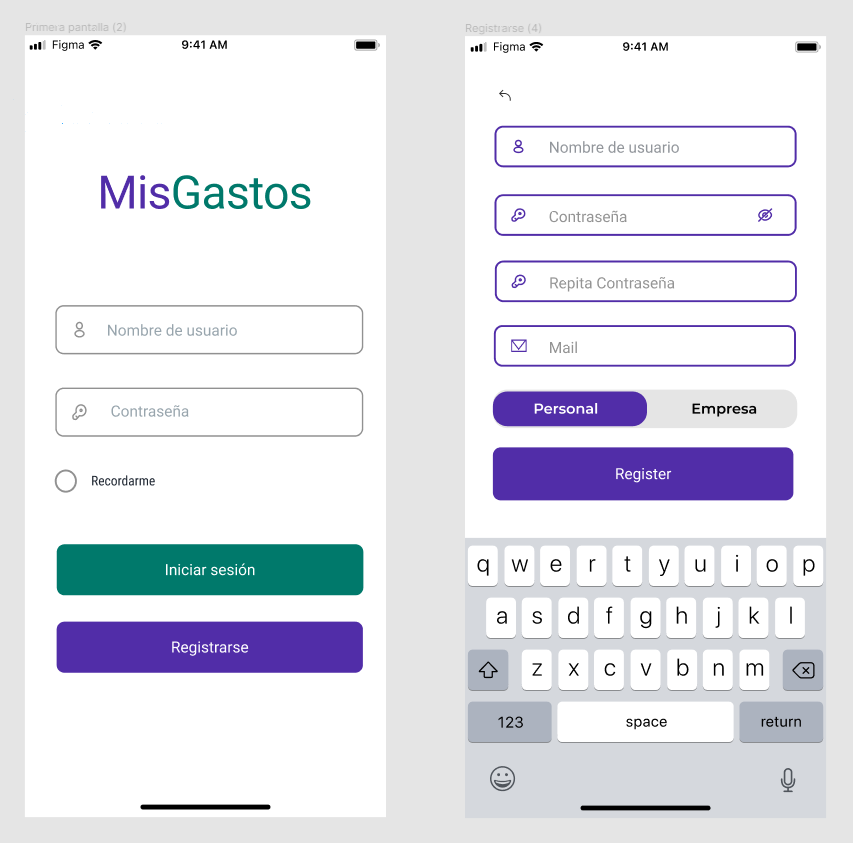 Primera pantalla (2)
Figma
9:41 AM
MisGastos
Nombre de usuario
Contraseña
Recordarme
Iniciar sesión
Registrarse
Registrarse (4)
Figma
9:41 AM
Nombre de usuario
Contraseña
Repita Contraseña
Mail
Personal Empresa
Register
q w e r t y u i o p
a s d f g h j k l
z x c v b n m
123 space return